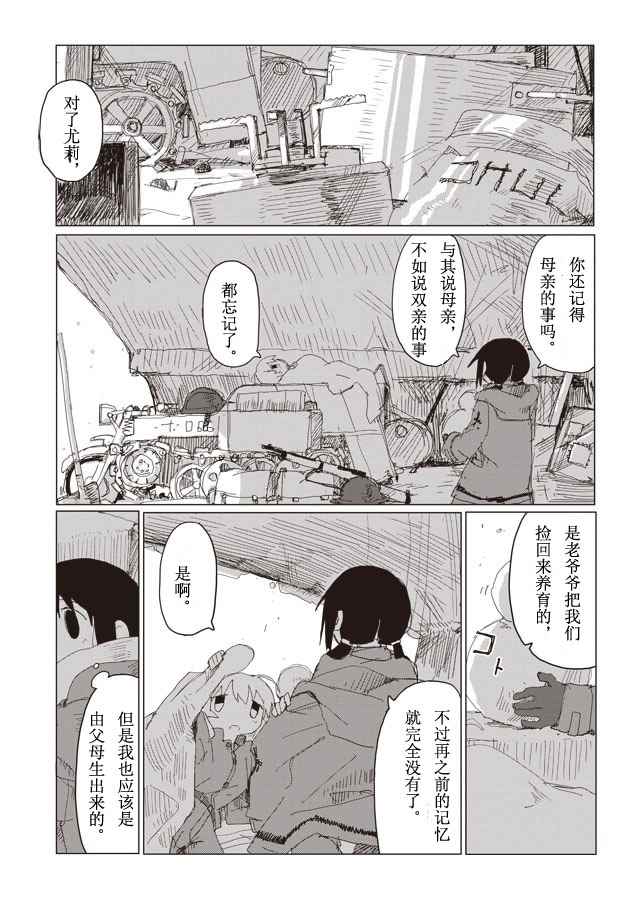 对了尤莉，
你还记得
母亲的事吗。
与其说母亲，
不如说双亲的事
都忘记了。
是老爷爷把我们
捡回来养育的，
コト
是啊。
不过再之前的记忆
就完全没有了。
但是我也应该是
由父母生出来的。